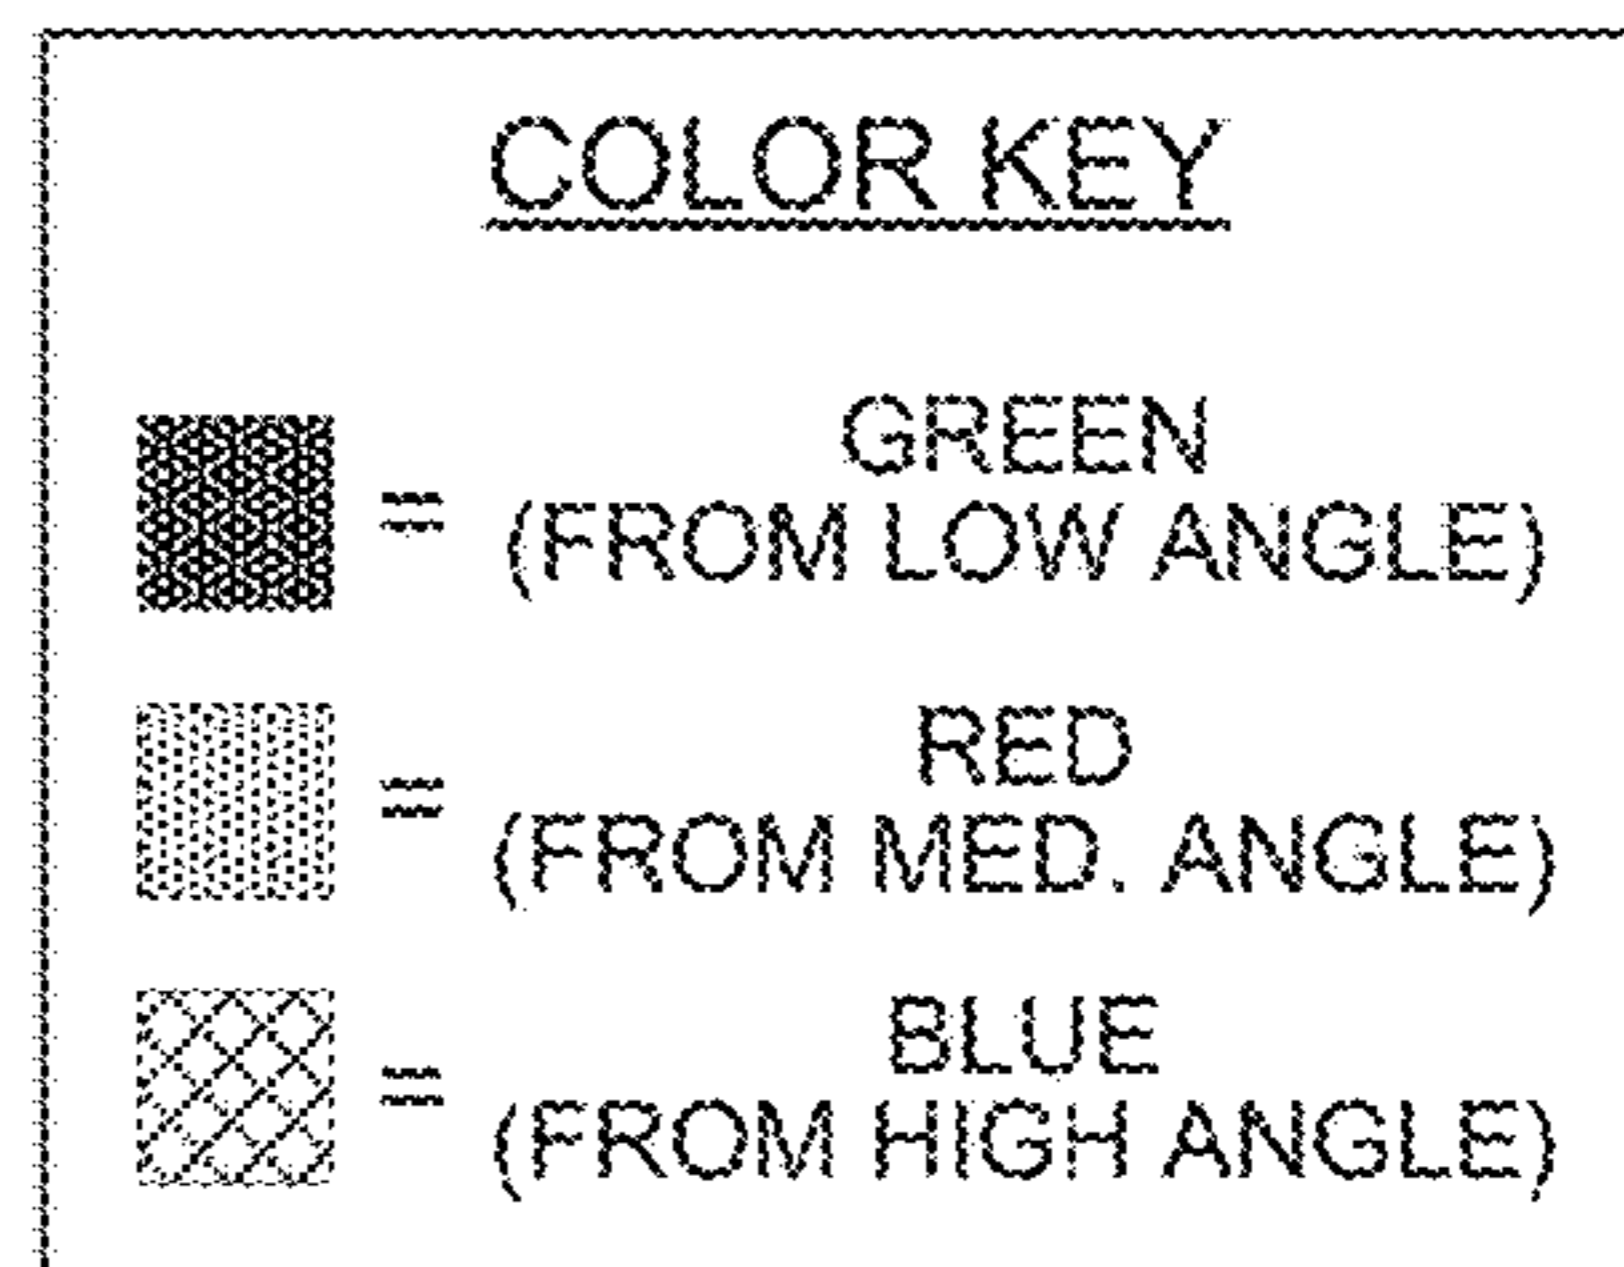 COLOR KEY
=
GREEN
(FROM LOW ANGLE)
=
RED
(FROM MED. ANGLE)
=
BLUE
(FROM HIGH ANGLE)